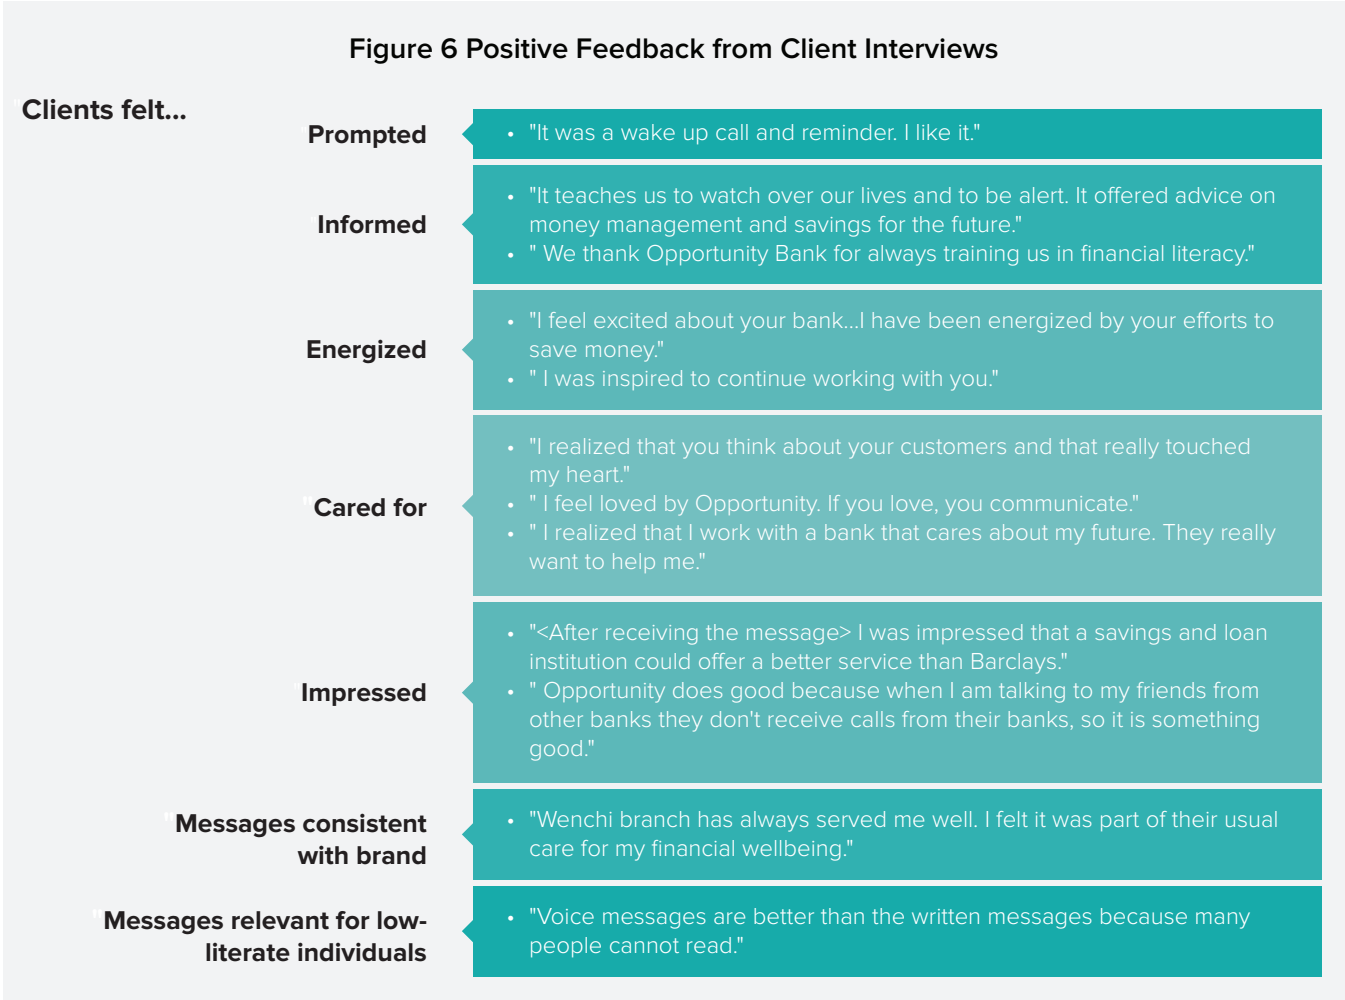 Figure 6 Positive Feedback from Client Interviews
Clients felt...
"Prompted
• "It was a wake up call and reminder. I like it."
Informed
• "It teaches us to watch over our lives and to be alert. It offered advice on
money management and savings for the future."
• " We thank Opportunity Bank for always training us in financial literacy."
Energized
• "I feel excited about your bank...I have been energized by your efforts to
save money."
• " I was inspired to continue working with you."
"Cared for
• "I realized that you think about your customers and that really touched
my heart."
• " I feel loved by Opportunity. If you love, you communicate."
• " I realized that I work with a bank that cares about my future. They really
want to help me."
Impressed
• "<After receiving the message> I was impressed that a savings and loan
institution could offer a better service than Barclays."
• " Opportunity does good because when I am talking to my friends from
other banks they don't receive calls from their banks, so it is something
good."
"Messages consistent
with brand
• "Wenchi branch has always served me well. I felt it was part of their usual
care for my financial wellbeing."
"Messages relevant for low-
literate individuals
• "Voice messages are better than the written messages because many
people cannot read."